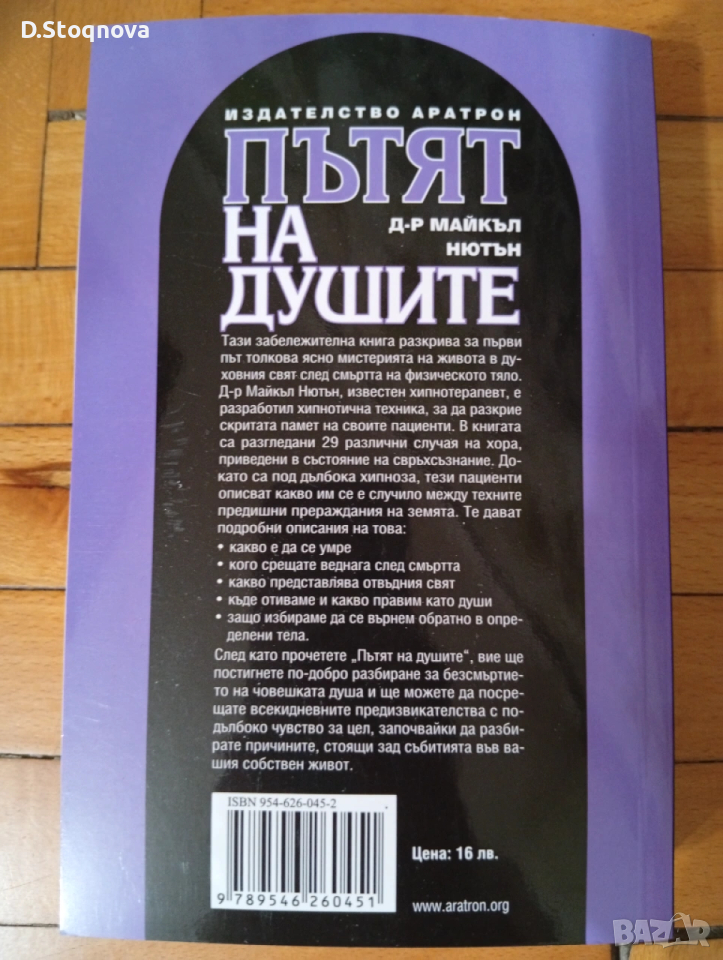 D.Stoqnova
ИЗДАТЕЛСТВО АРАТРОН
ПЪТЯТ
НА
Д-Р МАЙКЪЛ
НЮТЪН
ДУШИТЕ
Тази забележителна книга разкрива за първи
път толкова ясно мистерията на живота в ду-
ховния свят след смъртта на физическото тяло.
Д-р Майкъл Нютън, известен хипнотерапевт, е
разработил хипнотична техника, за да разкрие
скритата памет на своите пациенти. В книгата
са разгледани 29 различни случая на хора,
приведени в състояние на свръхсъзнание. До-
като са под дълбока хипноза, тези пациенти
описват какво им се е случило между техните
предишни прераждания на земята. Те дават
подробни описания на това:
• какво е да се умре
• кого срещате веднага след смъртта
• какво представлява отвъдния свят
• къде отиваме и какво правим като души
• защо избираме да се върнем обратно в опре-
делени тела.
След като прочетете „Пътят на душите“, вие ще
постигнете по-добро разбиране за безсмъртие-
то на човешката душа и ще можете да посре-
щате всекидневните предизвикателства с по-
дълбоко чувство за цел, започвайки да разби-
рате причините, стоящи зад събитията във ва-
шия собствен живот.
ISBN 954-626-045-2
9 789546 260451
Цена: 16 лв.
www.aratron.org
BAZAR